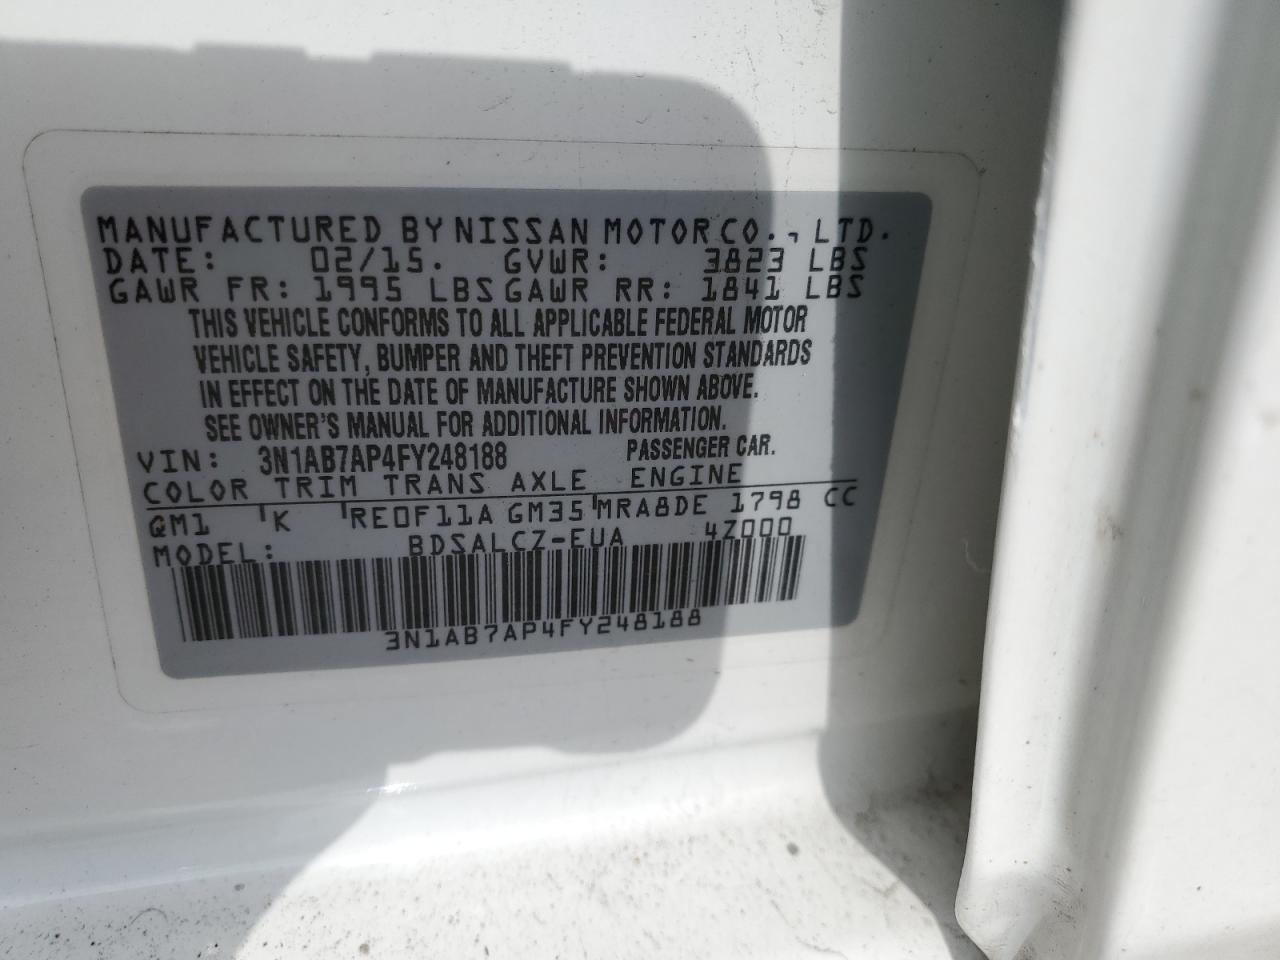 MANUFACTURED BY NISSAN MOTOR CO., LTD.
DATE: 02/15. GVWR: 3823 LBS
GAWR FR: 1995 LBS GAWR RR: 1841 LBS
THIS VEHICLE CONFORMS TO ALL APPLICABLE FEDERAL MOTOR
VEHICLE SAFETY, BUMPER AND THEFT PREVENTION STANDARDS
IN EFFECT ON THE DATE OF MANUFACTURE SHOWN ABOVE.
SEE OWNER'S MANUAL FOR ADDITIONAL INFORMATION.
VIN: 3N1AB7AP4FY248188 PASSENGER CAR.
COLOR TRIM TRANS AXLE ENGINE
QM1 K RE0F11A GM35 MRA8DE 1798 CC
MODEL: BDSALCZ-EUA 4Z000
3N1AB7AP4FY248188